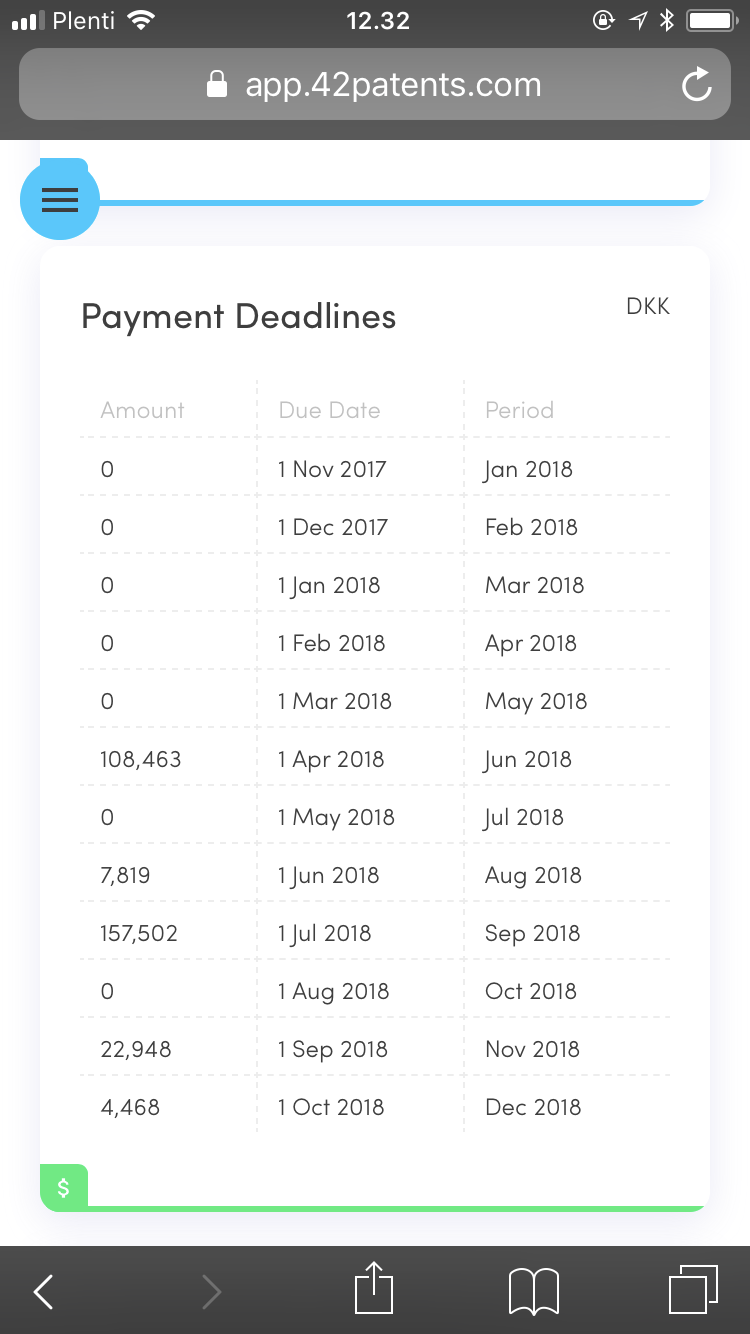 Plenti 12.32
app.42patents.com
Payment Deadlines DKK
Amount Due Date Period
0 1 Nov 2017 Jan 2018
0 1 Dec 2017 Feb 2018
0 1 Jan 2018 Mar 2018
0 1 Feb 2018 Apr 2018
0 1 Mar 2018 May 2018
108,463 1 Apr 2018 Jun 2018
0 1 May 2018 Jul 2018
7,819 1 Jun 2018 Aug 2018
157,502 1 Jul 2018 Sep 2018
0 1 Aug 2018 Oct 2018
22,948 1 Sep 2018 Nov 2018
4,468 1 Oct 2018 Dec 2018
$